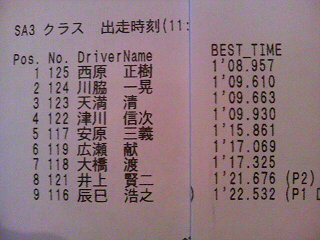 SA3 クラス 出走時刻(11:
Pos. No. DriverName BEST_TIME
1 125 西原 正樹 1'08.957
2 124 川脇 一晃 1'09.610
3 123 天満 清 1'09.663
4 122 津川 信次 1'09.930
5 117 安原 三義 1'15.861
6 119 広瀬 献 1'17.069
7 118 大橋 渡 1'17.325
8 121 井上 賢二 1'21.676 (P2)
9 116 辰巳 浩之 ) 1'22.532 (P1